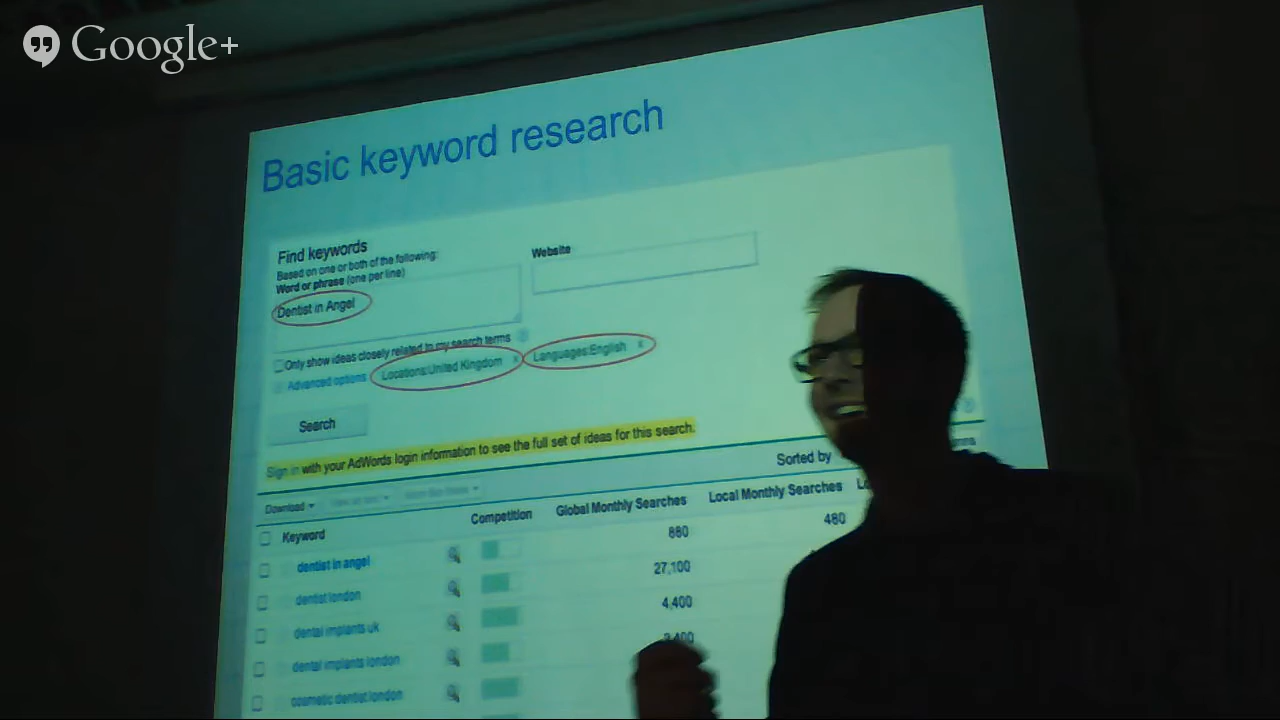 Google+
Basic keyword research
Find keywords
Based on one or both of the following:
Word or phrase (one per line)
Website
Dentist in Angel
Only show ideas closely related to my search terms
Advanced options
Locations:United Kingdom x
Languages:English x
Search
Sign in with your AdWords login information to see the full set of ideas for this search.
Sorted by
Download
Keyword
Competition
Global Monthly Searches
Local Monthly Searches
dentist in angel
880
480
dentist london
27,100
dental implants uk
4,400
dental implants london
cosmetic dentist london